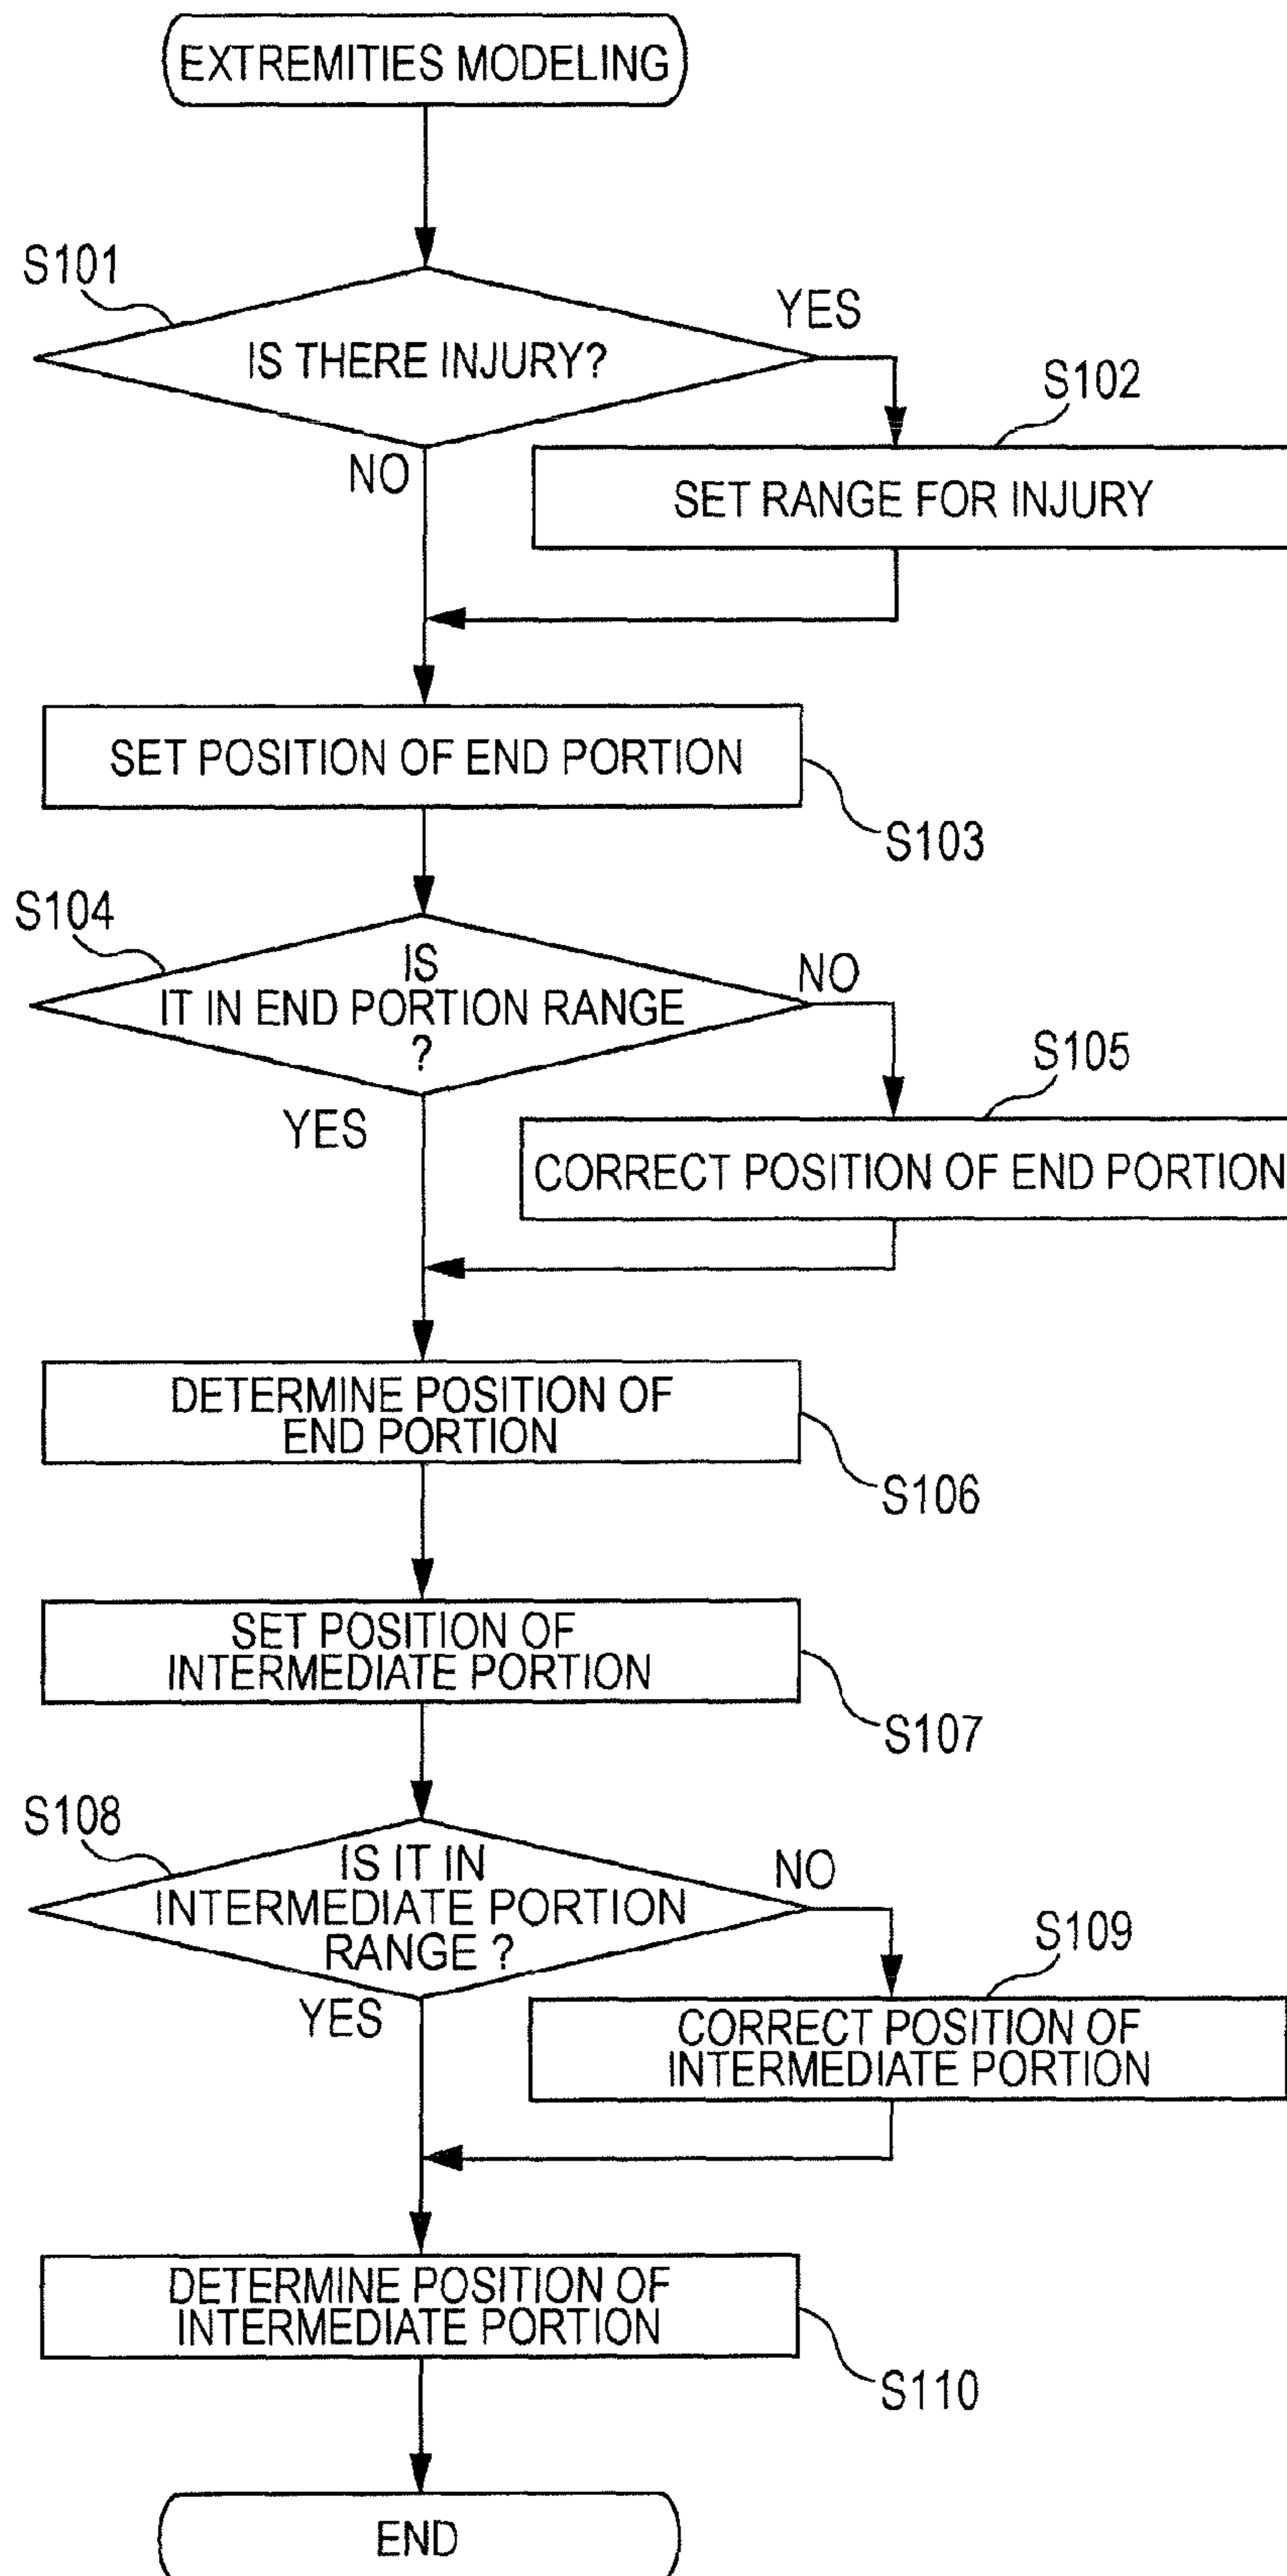 EXTREMITIES MODELING
S101
YES
IS THERE INJURY?
S102
NO
SET RANGE FOR INJURY
SET POSITION OF END PORTION
S103
S104
IS
IT IN END PORTION RANGE
?
NO
S105
YES
CORRECT POSITION OF END PORTION
DETERMINE POSITION OF
END PORTION
S106
SET POSITION OF
INTERMEDIATE PORTION
S107
S108
IS IT IN
INTERMEDIATE PORTION
RANGE ?
NO
S109
YES
CORRECT POSITION OF
INTERMEDIATE PORTION
DETERMINE POSITION OF
INTERMEDIATE PORTION
S110
END